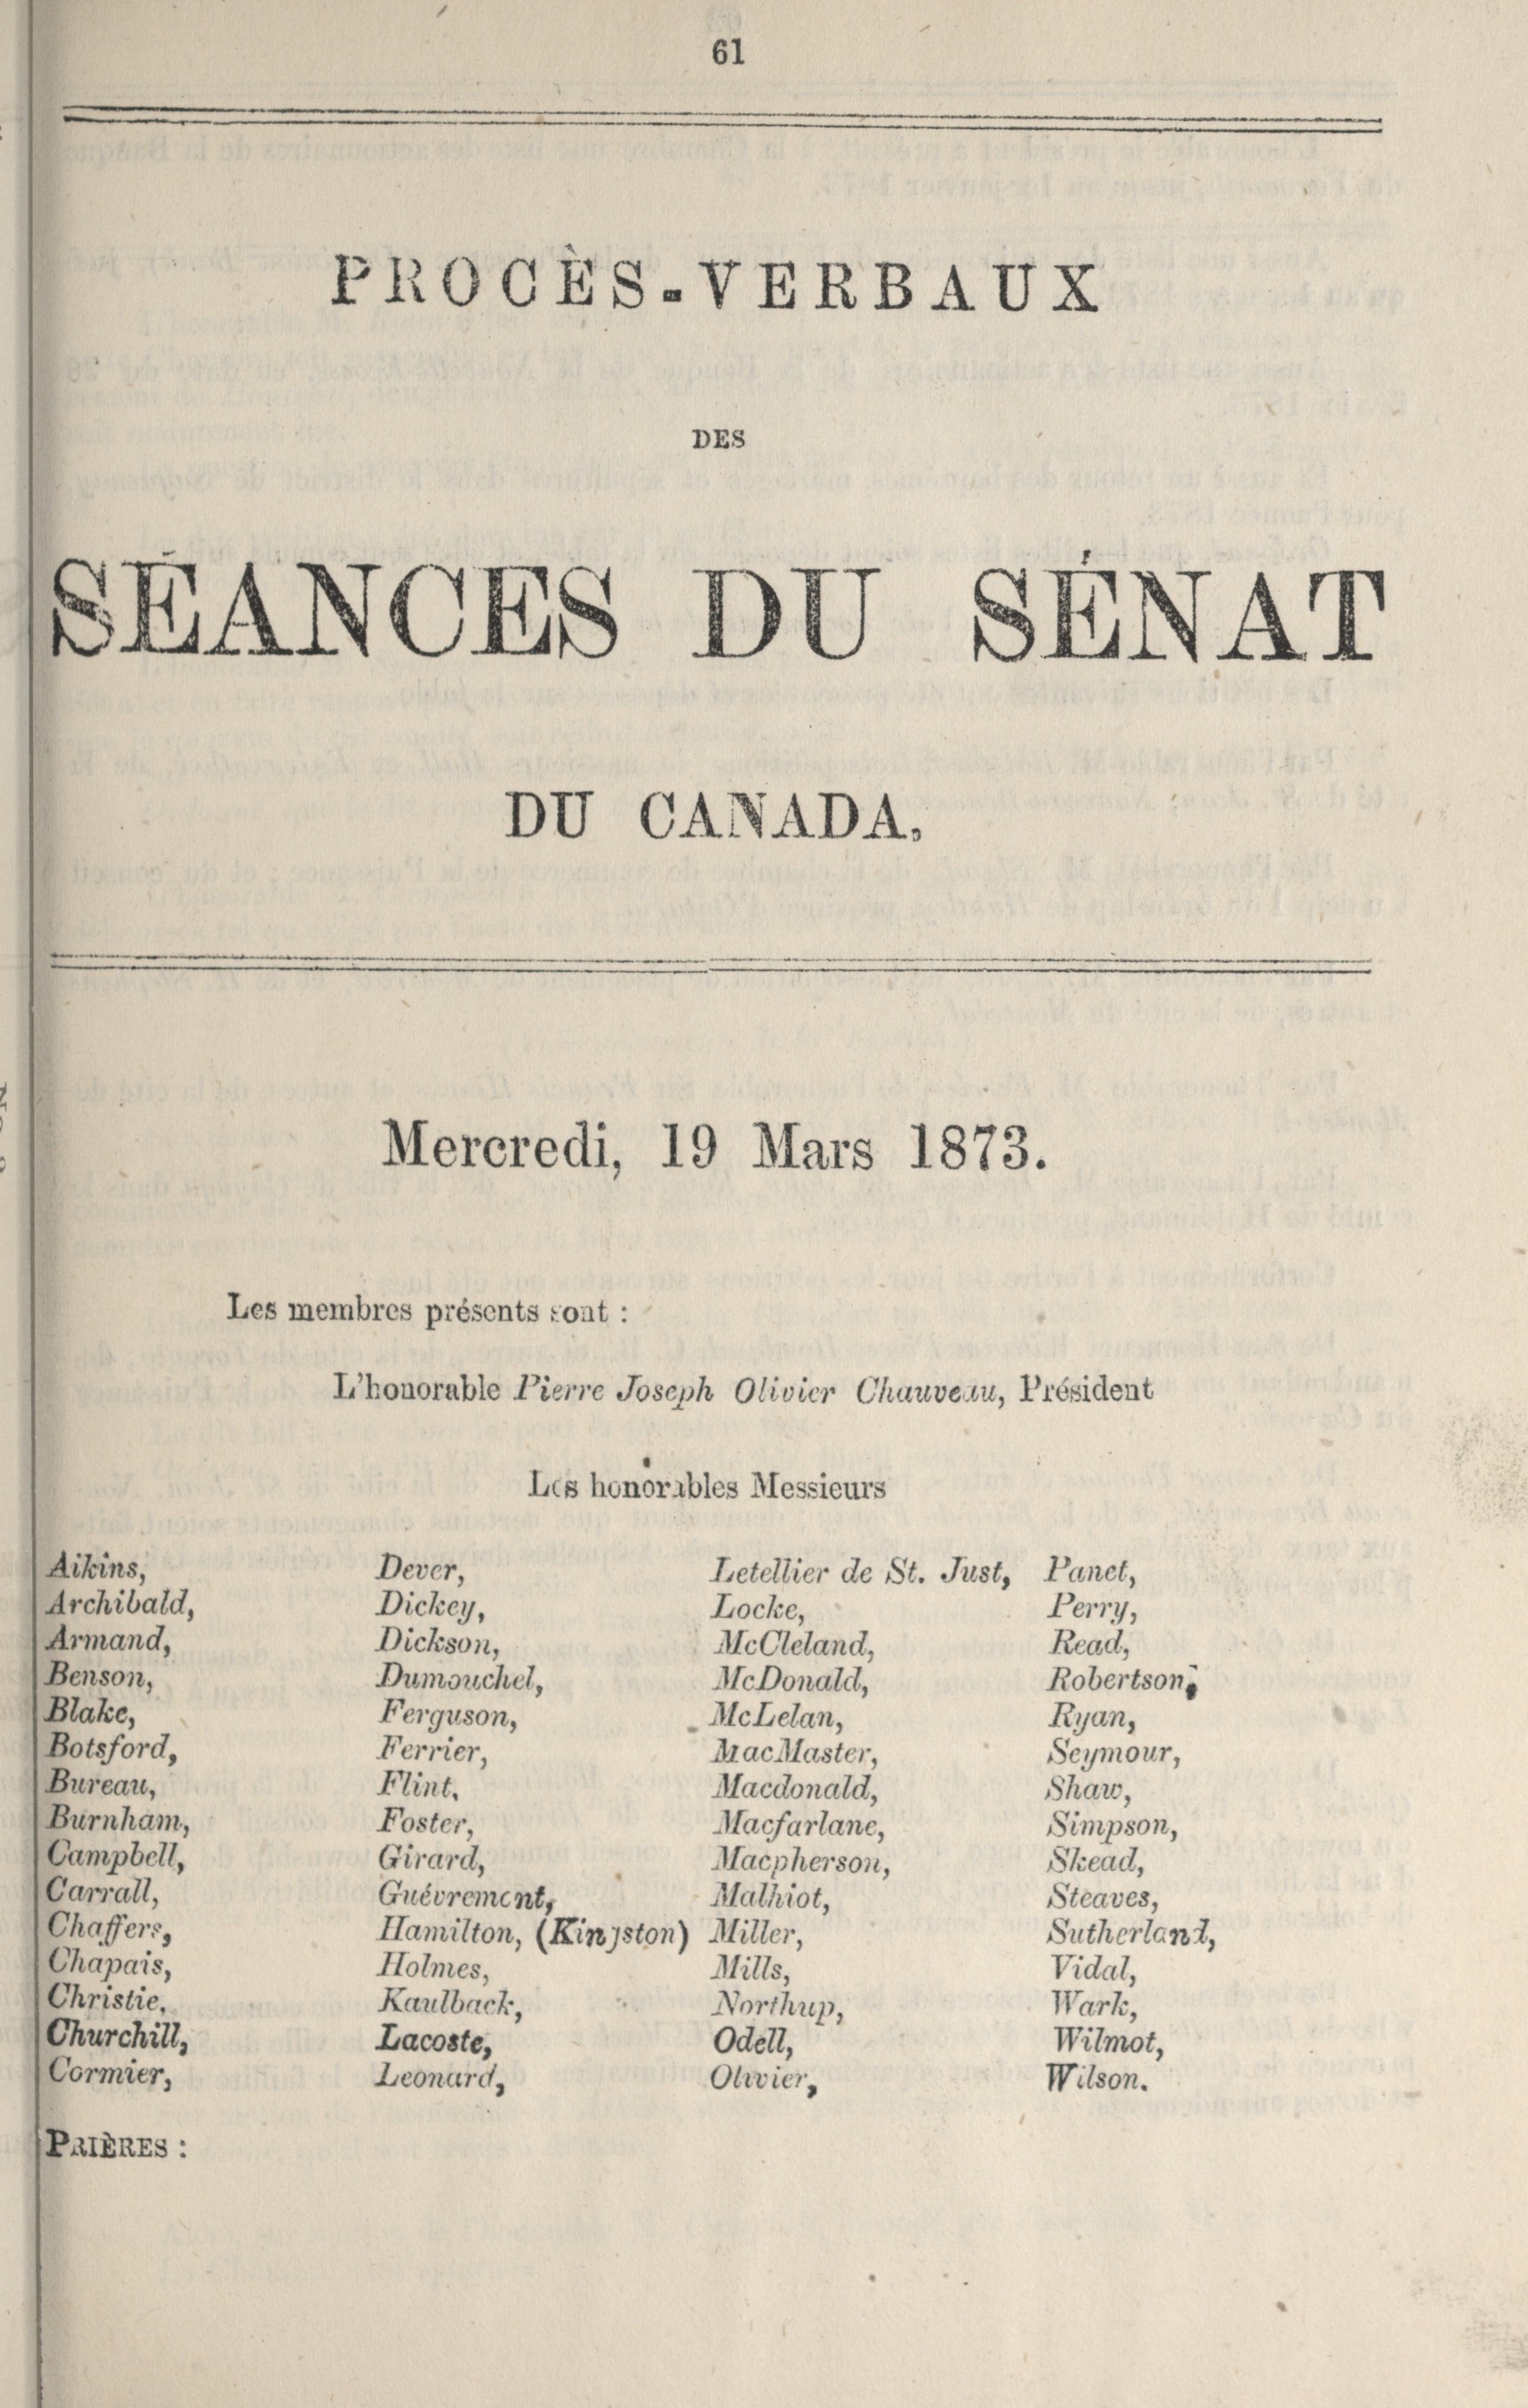 61
PROCÈS-VERBAUX
DES
SÉANCES DU SÉNAT
DU CANADA,
Mercredi, 19 Mars 1873.
Les membres présents sont :
L'honorable Pierre Joseph Olivier Chauveau, Président
Les honorables Messieurs
Aikins, Dever, Letellier de St. Just, Panet,
Archibald, Dickey, Locke, Perry,
Armand, Dickson, McCleland, Read,
Benson, Dumouchel, McDonald, Robertson,
Blake, Ferguson, McLelan, Ryan,
Botsford, Ferrier, MacMaster, Seymour,
Bureau, Flint, Macdonald, Shaw,
Burnham, Foster, Macfarlane, Simpson,
Campbell, Girard, Macpherson, Skead,
Carrall, Guévremont, Malhiot, Steaves,
Chaffers, Hamilton, (Kingston) Miller, Sutherland,
Chapais, Holmes, Mills, Vidal,
Christie, Kaulback, Northup, Wark,
Churchill, Lacoste, Odell, Wilmot,
Cormier, Leonard, Olivier, Wilson.
PRIÈRES :